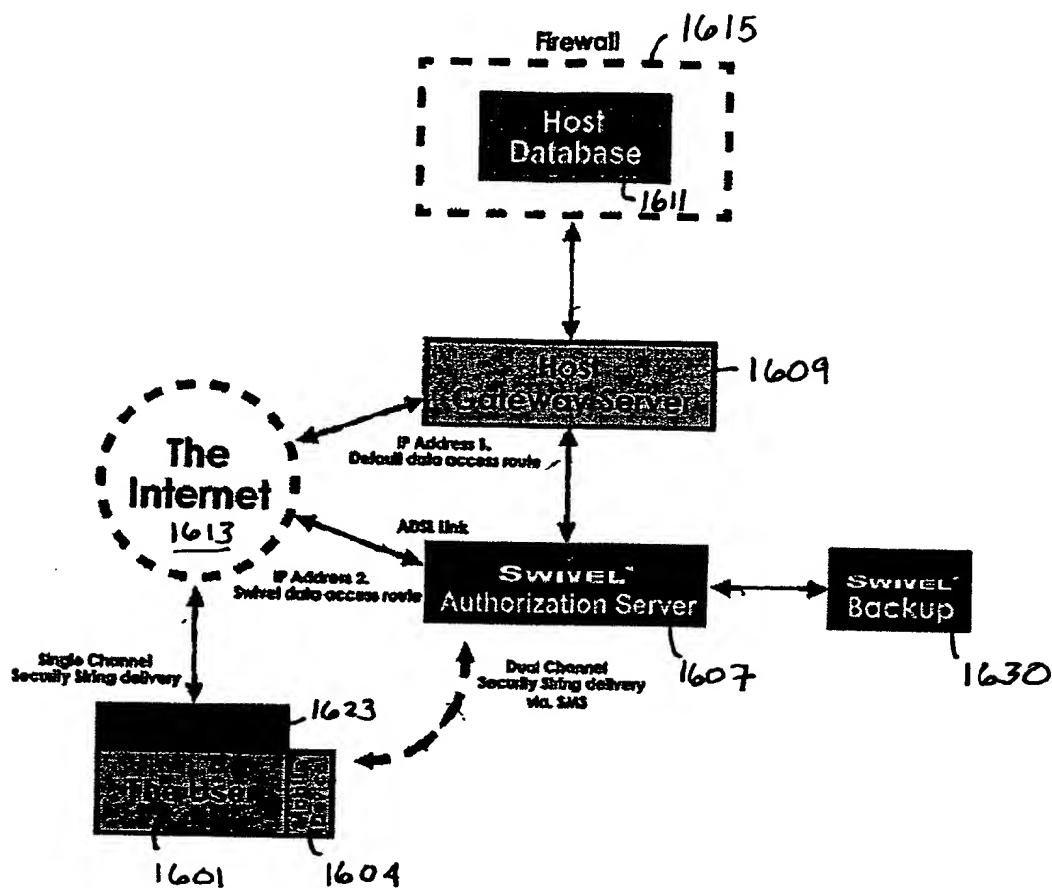 1615
Firewall
Host
Database
1611
Host
Gateway Server
1609
IP Address 1.
Default data access route
The
Internet
1613
ADSL Link
IP Address 2.
Swivel data access route
SWIVEL™
Authorization Server
1607
SWIVEL™
Backup
1630
Single Channel
Security String delivery
Dual Channel
Security String delivery
via. SMS
1623
The User
1601
1604